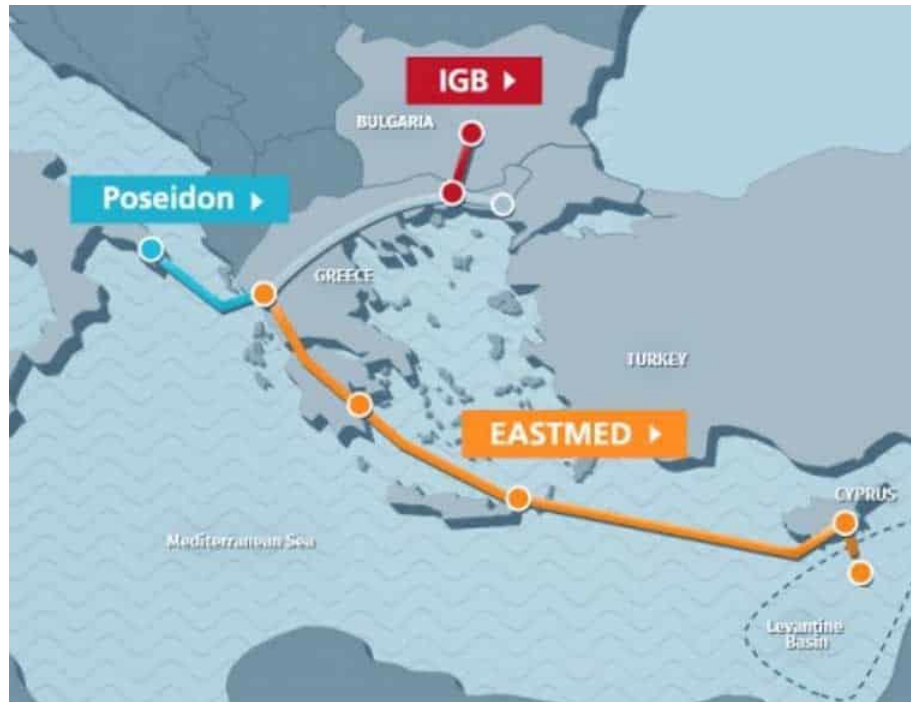 IGB
BULGARIA
Poseidon
GREECE
TURKEY
EASTMED
CYPRUS
Mediterranean Sea
Levantine
Basin